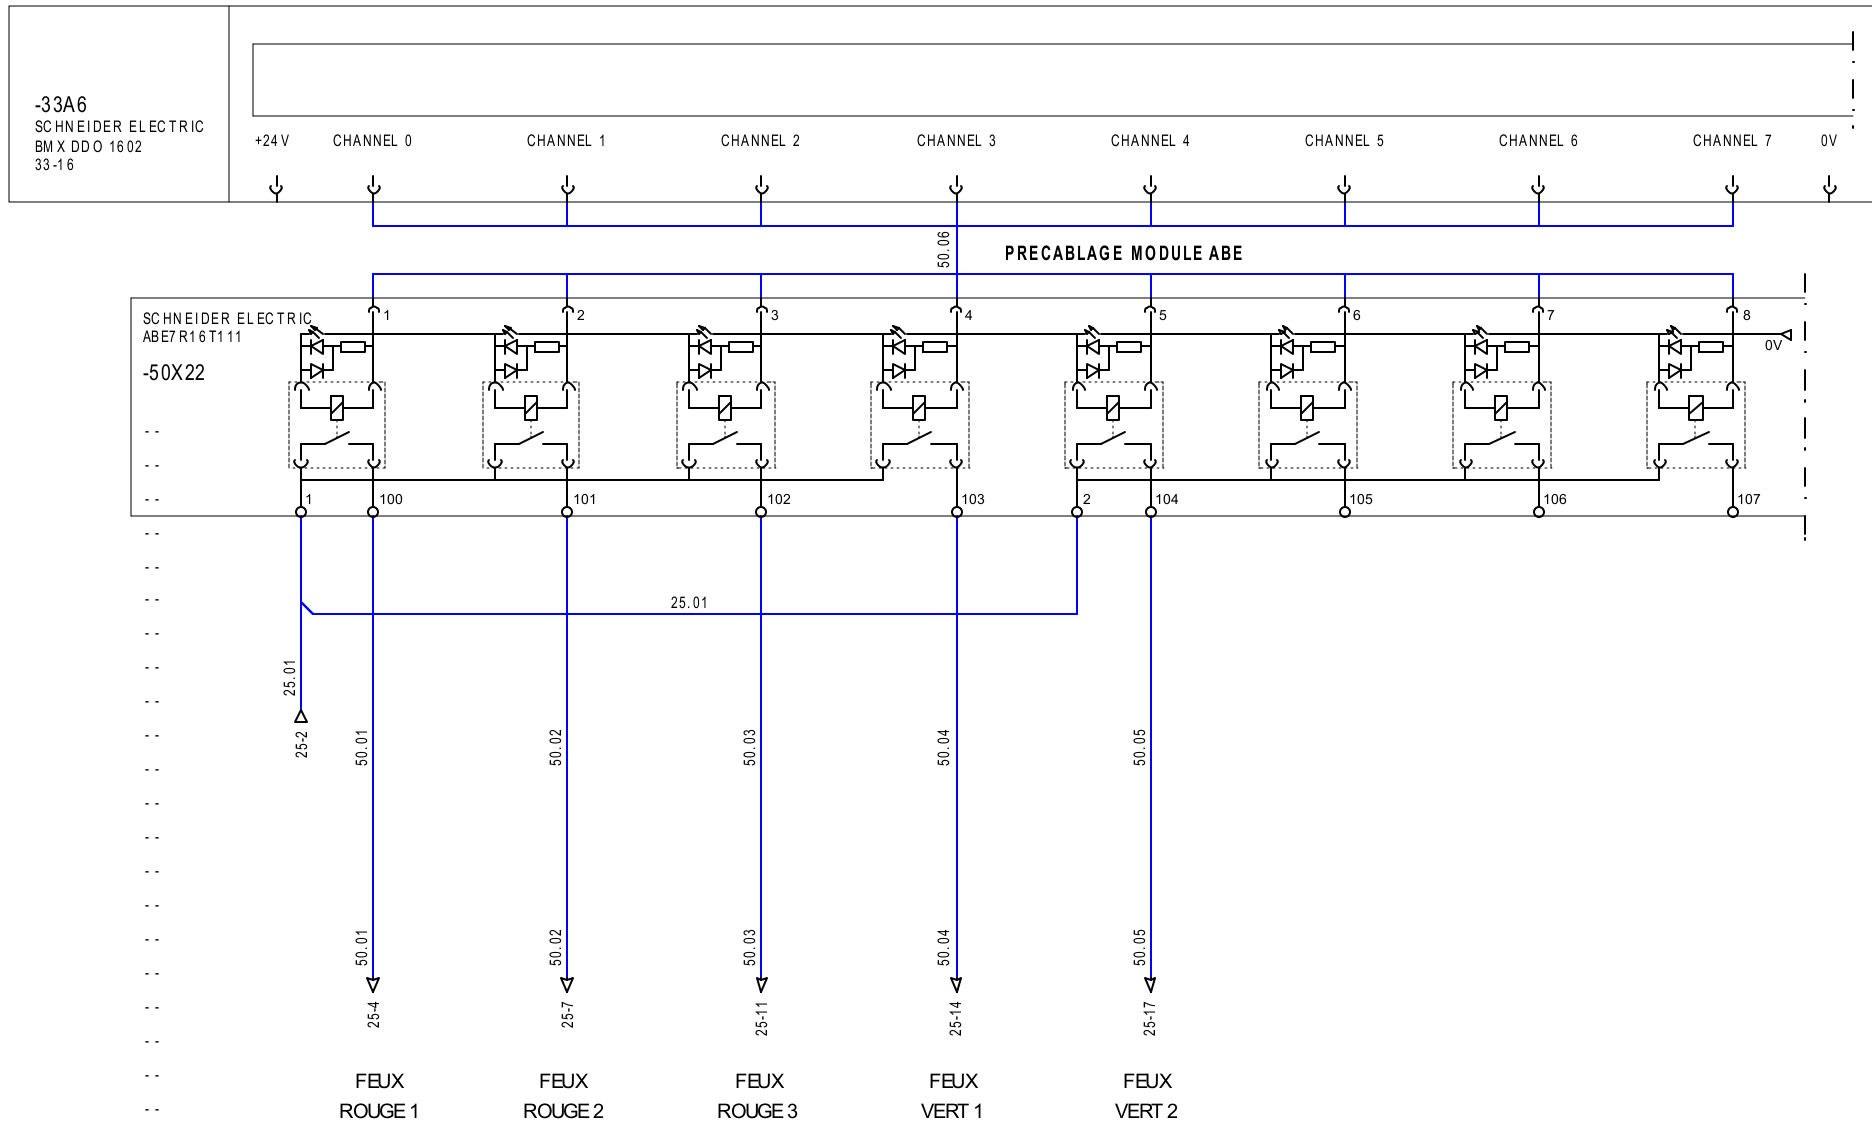 -33A6
SCHNEIDER ELECTRIC
BMX DDO 1602
33-16
+24V CHANNEL 0 CHANNEL 1 CHANNEL 2 CHANNEL 3 CHANNEL 4 CHANNEL 5 CHANNEL 6 CHANNEL 7 0V
50.06
PRECABLAGE MODULE ABE
SCHNEIDER ELECTRIC
ABE7R16T111
-50X22
1 2 3 4 5 6 7 8
0V
1 100 101 102 103 2 104 105 106 107
25.01
25.01
25-2
50.01 50.02 50.03 50.04 50.05
50.01 50.02 50.03 50.04 50.05
25-4 25-7 25-11 25-14 25-17
FEUX FEUX FEUX FEUX FEUX
ROUGE 1 ROUGE 2 ROUGE 3 VERT 1 VERT 2